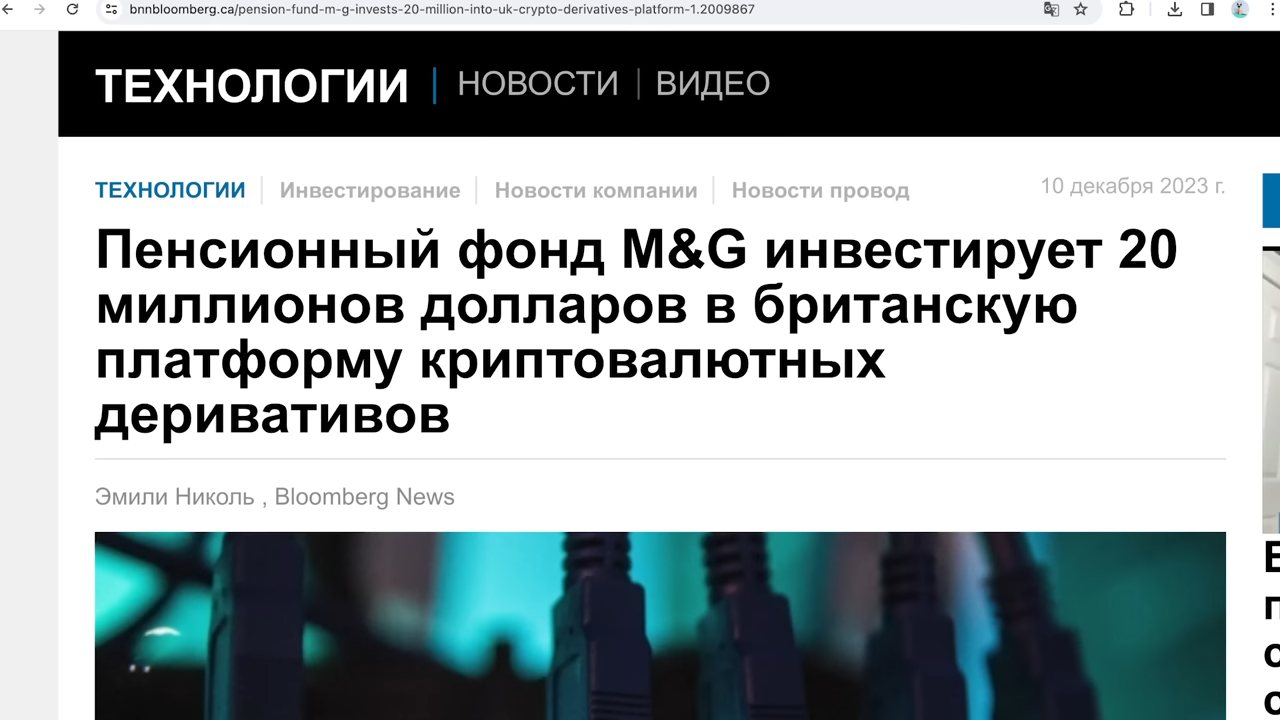 bnnbloomberg.ca/pension-fund-m-g-invests-20-million-into-uk-crypto-derivatives-platform-1.2009867
ТЕХНОЛОГИИ | НОВОСТИ | ВИДЕО
ТЕХНОЛОГИИ | Инвестирование | Новости компании | Новости провод
10 декабря 2023 г.
Пенсионный фонд M&G инвестирует 20
миллионов долларов в британскую
платформу криптовалютных
деривативов
Эмили Николь , Bloomberg News